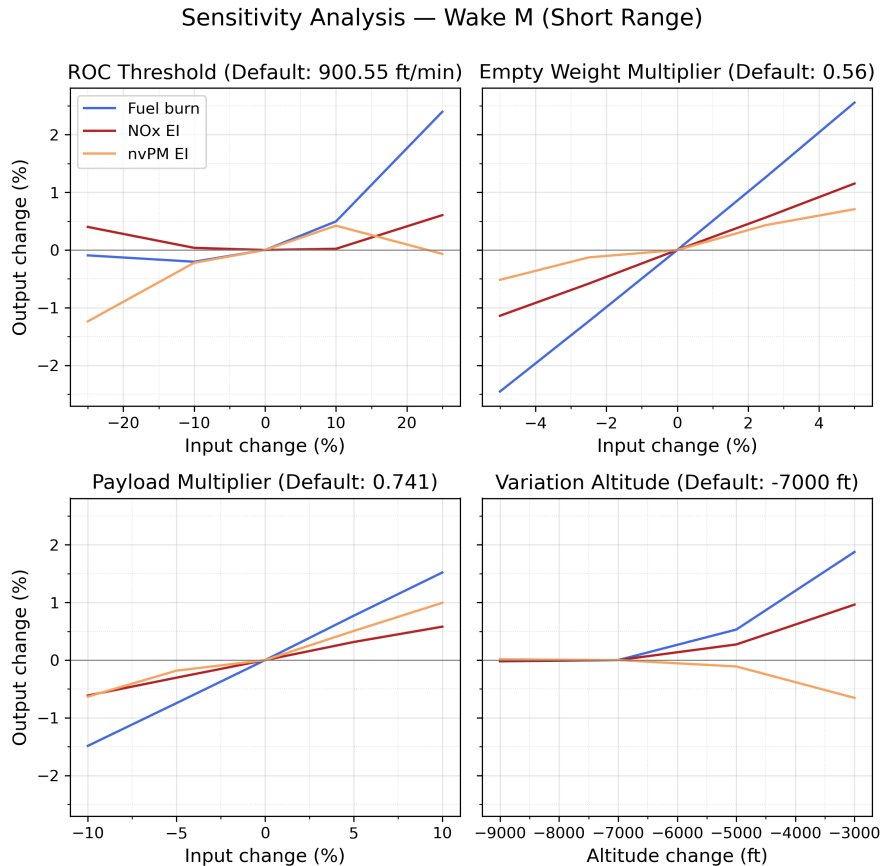 Sensitivity Analysis — Wake M (Short Range)
ROC Threshold (Default: 900.55 ft/min)
Fuel burn
NOx EI
nvPM EI
2
1
0
−1
−2
Output change (%)
−20 −10 0 10 20
Input change (%)
Empty Weight Multiplier (Default: 0.56)
−4 −2 0 2 4
Input change (%)
Payload Multiplier (Default: 0.741)
2
1
0
−1
−2
Output change (%)
−10 −5 0 5 10
Input change (%)
Variation Altitude (Default: -7000 ft)
−9000 −8000 −7000 −6000 −5000 −4000 −3000
Altitude change (ft)